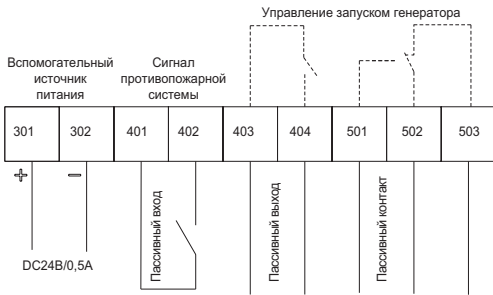 Управление запуском генератора
Вспомогательный
источник
питания
Сигнал
противопожарной
системы
301 302 401 402 403 404 501 502 503
+ −
Пассивный вход
Пассивный выход
Пассивный контакт
DC24В/0,5А